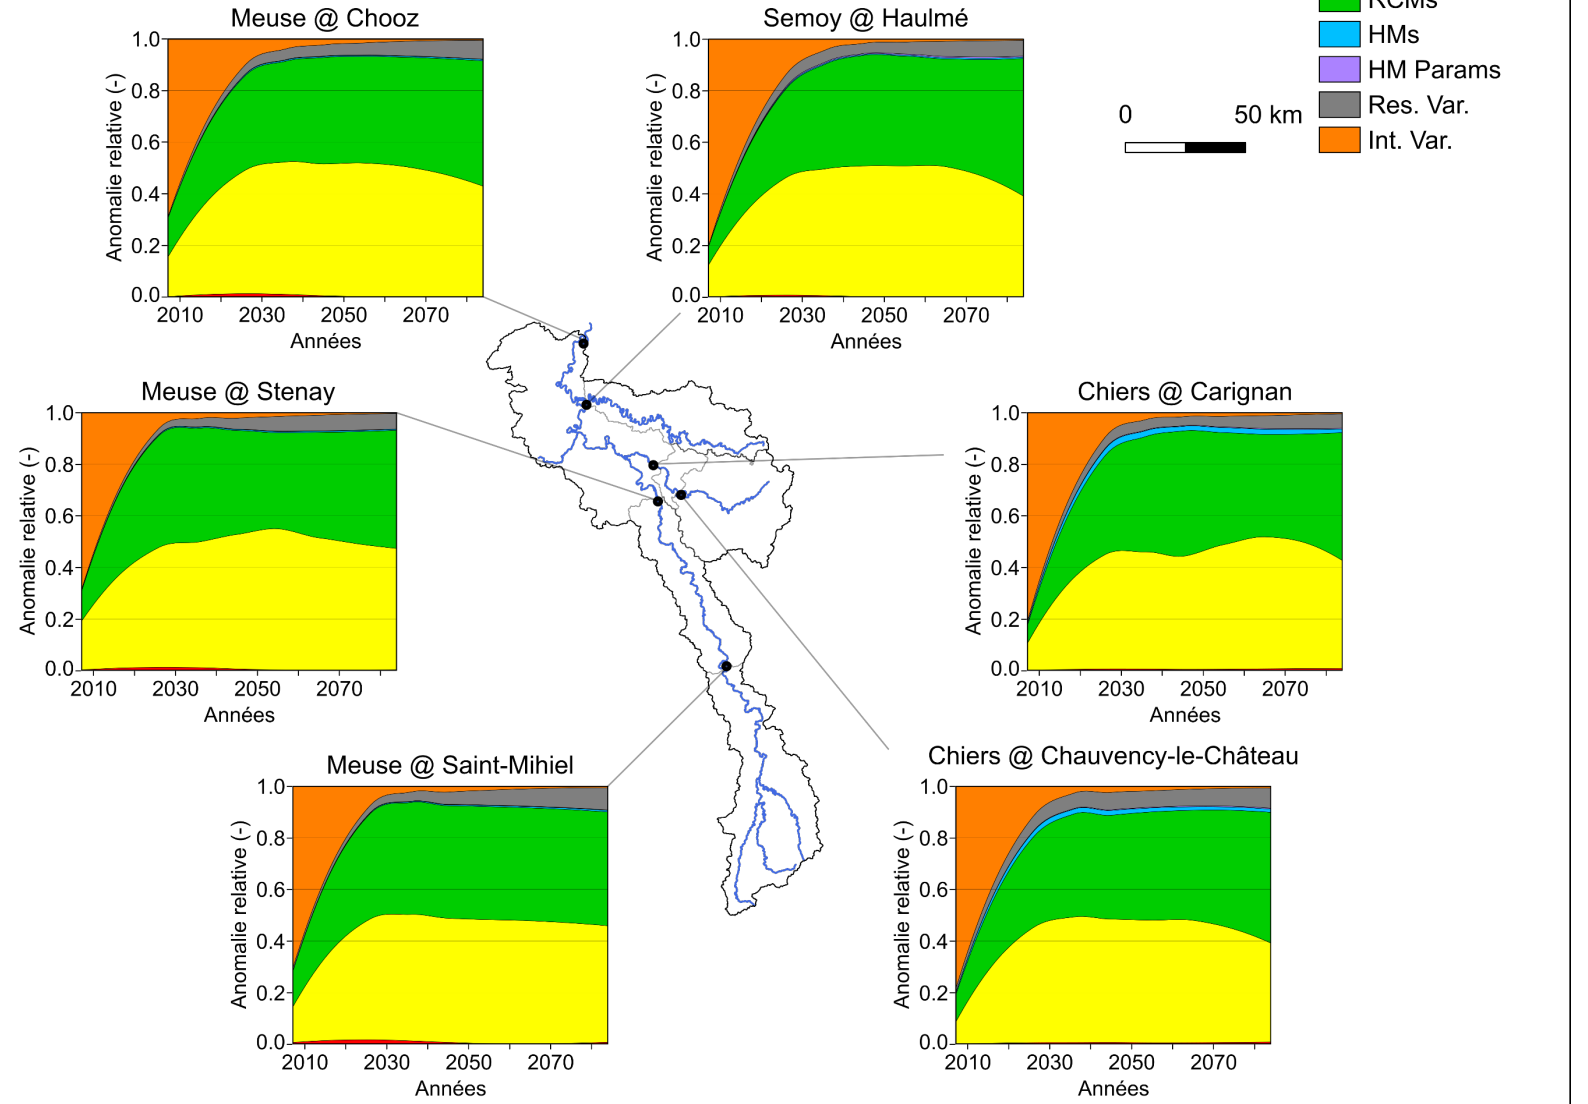 Meuse @ Chooz
Anomalie relative (-)
1.0
0.8
0.6
0.4
0.2
0.0
2010 2030 2050 2070
Années
Semoy @ Haulmé
Anomalie relative (-)
1.0
0.8
0.6
0.4
0.2
0.0
2010 2030 2050 2070
Années
0 50 km
RCMs
HMs
HM Params
Res. Var.
Int. Var.
Meuse @ Stenay
Anomalie relative (-)
1.0
0.8
0.6
0.4
0.2
0.0
2010 2030 2050 2070
Années
Chiers @ Carignan
Anomalie relative (-)
1.0
0.8
0.6
0.4
0.2
0.0
2010 2030 2050 2070
Années
Meuse @ Saint-Mihiel
Anomalie relative (-)
1.0
0.8
0.6
0.4
0.2
0.0
2010 2030 2050 2070
Années
Chiers @ Chauvency-le-Château
Anomalie relative (-)
1.0
0.8
0.6
0.4
0.2
0.0
2010 2030 2050 2070
Années